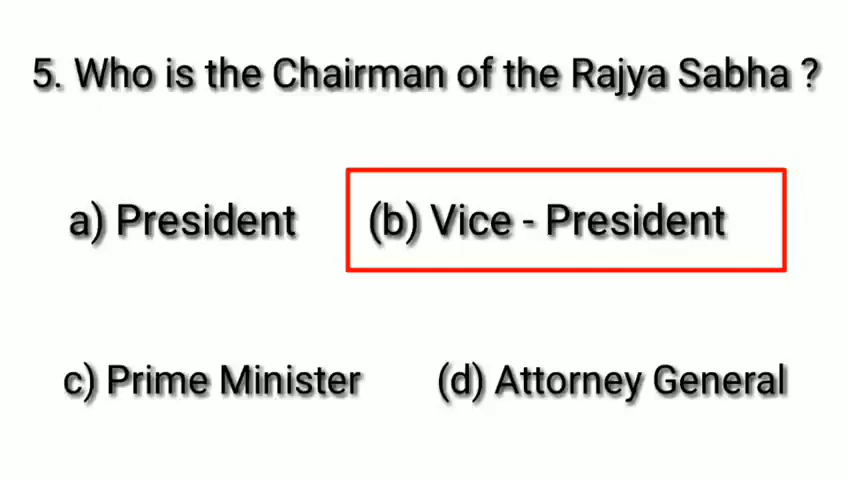 5. Who is the Chairman of the Rajya Sabha ?
a) President (b) Vice - President
c) Prime Minister (d) Attorney General